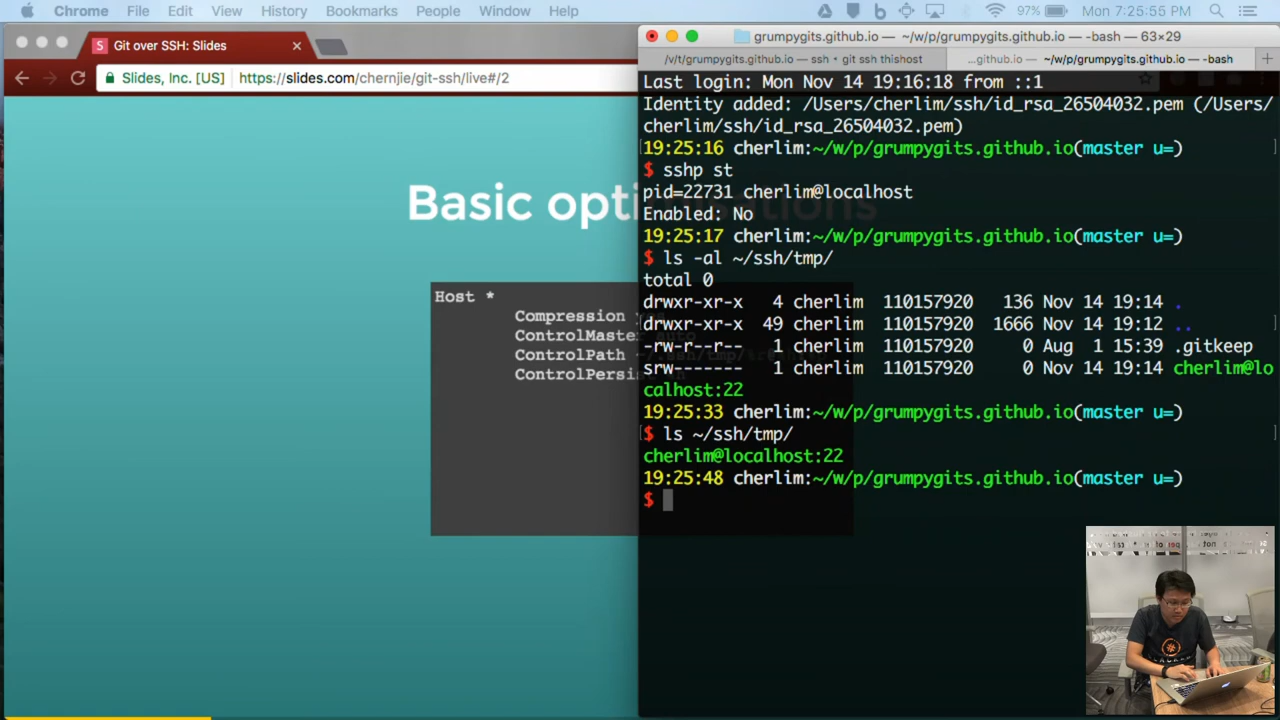 Chrome File Edit View History Bookmarks People Window Help 97% Mon 7:25:55 PM
Git over SSH: Slides
Slides, Inc. [US] https://slides.com/chernjie/git-ssh/live#/2
Basic optimisations
Host *
Compression yes
ControlMaster auto
ControlPath ~/.ssh/tmp/
ControlPersist
grumpygits.github.io — ~/w/p/grumpygits.github.io — -bash — 63×29
/v/t/grumpygits.github.io — ssh • git ssh thishost
...github.io — ~/w/p/grumpygits.github.io — -bash
Last login: Mon Nov 14 19:16:18 from ::1
Identity added: /Users/cherlim/ssh/id_rsa_26504032.pem (/Users/
cherlim/ssh/id_rsa_26504032.pem)
19:25:16 cherlim:~/w/p/grumpygits.github.io(master u=)
$ sshp st
pid=22731 cherlim@localhost
Enabled: No
19:25:17 cherlim:~/w/p/grumpygits.github.io(master u=)
$ ls -al ~/ssh/tmp/
total 0
drwxr-xr-x 4 cherlim 110157920 136 Nov 14 19:14 .
drwxr-xr-x 49 cherlim 110157920 1666 Nov 14 19:12 ..
-rw-r--r-- 1 cherlim 110157920 0 Aug 1 15:39 .gitkeep
srw------- 1 cherlim 110157920 0 Nov 14 19:14 cherlim@lo
calhost:22
19:25:33 cherlim:~/w/p/grumpygits.github.io(master u=)
$ ls ~/ssh/tmp/
cherlim@localhost:22
19:25:48 cherlim:~/w/p/grumpygits.github.io(master u=)
$